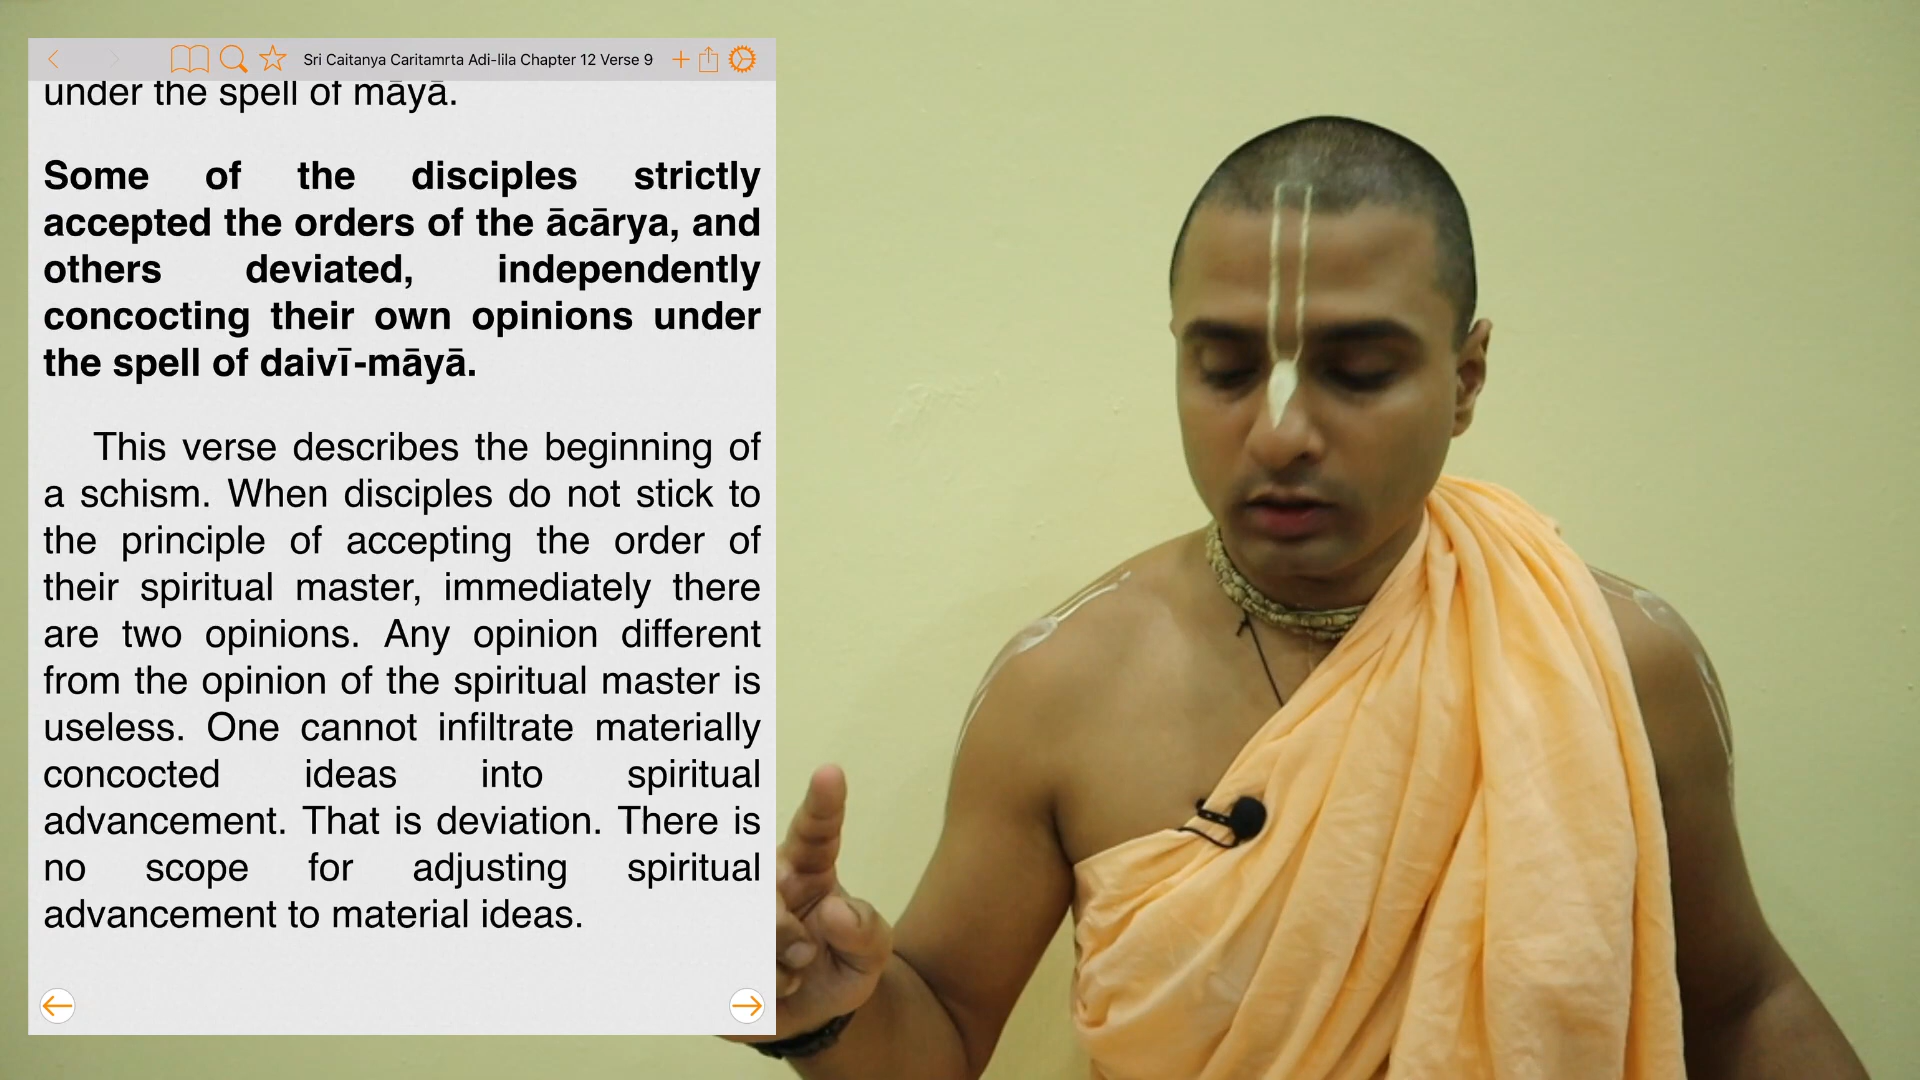 Sri Caitanya Caritamrta Adi-lila Chapter 12 Verse 9
under the spell of māyā.
Some of the disciples strictly
accepted the orders of the ācārya, and
others deviated, independently
concocting their own opinions under
the spell of daivī-māyā.
This verse describes the beginning of
a schism. When disciples do not stick to
the principle of accepting the order of
their spiritual master, immediately there
are two opinions. Any opinion different
from the opinion of the spiritual master is
useless. One cannot infiltrate materially
concocted ideas into spiritual
advancement. That is deviation. There is
no scope for adjusting spiritual
advancement to material ideas.